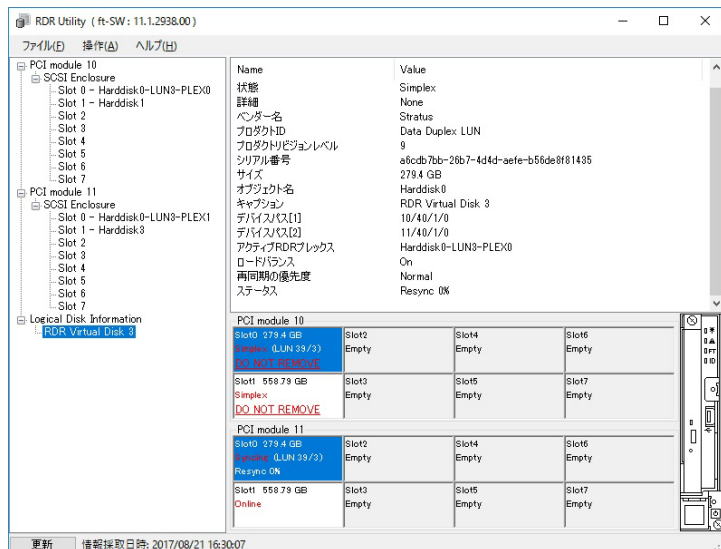 RDR Utility ( ft-SW : 11.1.2938.00 )
ファイル(F) 操作(A) ヘルプ(H)
PCI module 10
SCSI Enclosure
Slot 0 - Harddisk0-LUN3-PLEX0
Slot 1 - Harddisk1
Slot 2
Slot 3
Slot 4
Slot 5
Slot 6
Slot 7
PCI module 11
SCSI Enclosure
Slot 0 - Harddisk0-LUN3-PLEX1
Slot 1 - Harddisk3
Slot 2
Slot 3
Slot 4
Slot 5
Slot 6
Slot 7
Logical Disk Information
RDR Virtual Disk 3
Name Value
状態 Simplex
詳細 None
ベンダー名 Stratus
プロダクトID Data Duplex LUN
プロダクトリビジョンレベル 9
シリアル番号 a6cdb7bb-26b7-4d4d-aefe-b56de8f81435
サイズ 279.4 GB
オブジェクト名 Harddisk0
キャプション RDR Virtual Disk 3
デバイスパス[1] 10/40/1/0
デバイスパス[2] 11/40/1/0
アクティブRDRプレックス Harddisk0-LUN3-PLEX0
ロードバランス On
再同期の優先度 Normal
ステータス Resync 0%
PCI module 10
Slot0 279.4 GB Slot2 Slot4 Slot6
Simplex (LUN 39/3) Empty Empty Empty
DO NOT REMOVE
Slot1 558.79 GB Slot3 Slot5 Slot7
Simplex Empty Empty Empty
DO NOT REMOVE
PCI module 11
Slot0 279.4 GB Slot2 Slot4 Slot6
Syncing (LUN 39/3) Empty Empty Empty
Resync 0%
Slot1 558.79 GB Slot3 Slot5 Slot7
Online Empty Empty Empty
FT
ID
更新 情報採取日時: 2017/08/21 16:30:07